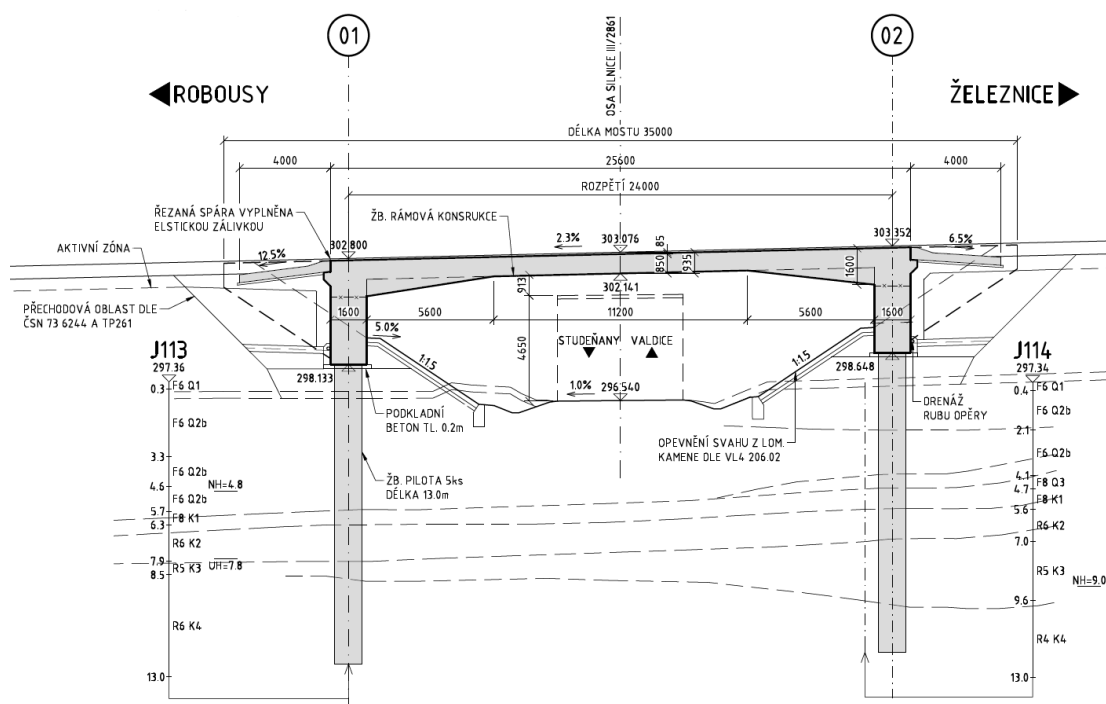 01
02
OSA SILNICE III/2861
◀ROBOUSY
ŽELEZNICE▶
DÉLKA MOSTU 35000
4000
25600
4000
ROZPĚTÍ 24000
ŘEZANÁ SPÁRA VYPLNĚNA
ELSTICKOU ZÁLIVKOU
ŽB. RÁMOVÁ KONSRUKCE
AKTIVNÍ ZÓNA
12.5%
302.800
2.3%
303.076
85
850
935
303.352
6.5%
1600
913
302.141
PŘECHODOVÁ OBLAST DLE
ČSN 73 6244 A TP261
1600
5600
11200
5600
1600
5.0%
4650
STUDEŇANY
VALDICE
1:1.5
1:1.5
J113
297.36
J114
297.34
298.133
1.0%
296.540
298.648
PODKLADNÍ
BETON TL. 0.2m
DRENÁŽ
RUBU OPĚRY
OPEVNĚNÍ SVAHU Z LOM.
KAMENE DLE VL4 206.02
ŽB. PILOTA 5ks
DÉLKA 13.0m
0.3
F6 Q1
F6 Q2b
3.3
F6 Q2b
4.6
NH=4.8
F6 Q2b
5.7
F8 K1
6.3
R6 K2
7.9
R5 K3
UH=7.8
8.5
R6 K4
13.0
F6 Q1
0.4
F6 Q2b
2.1
F6 Q2b
4.1
F8 Q3
4.7
F8 K1
5.6
R6 K2
7.0
R5 K3
NH=9.0
9.6
R4 K4
13.0